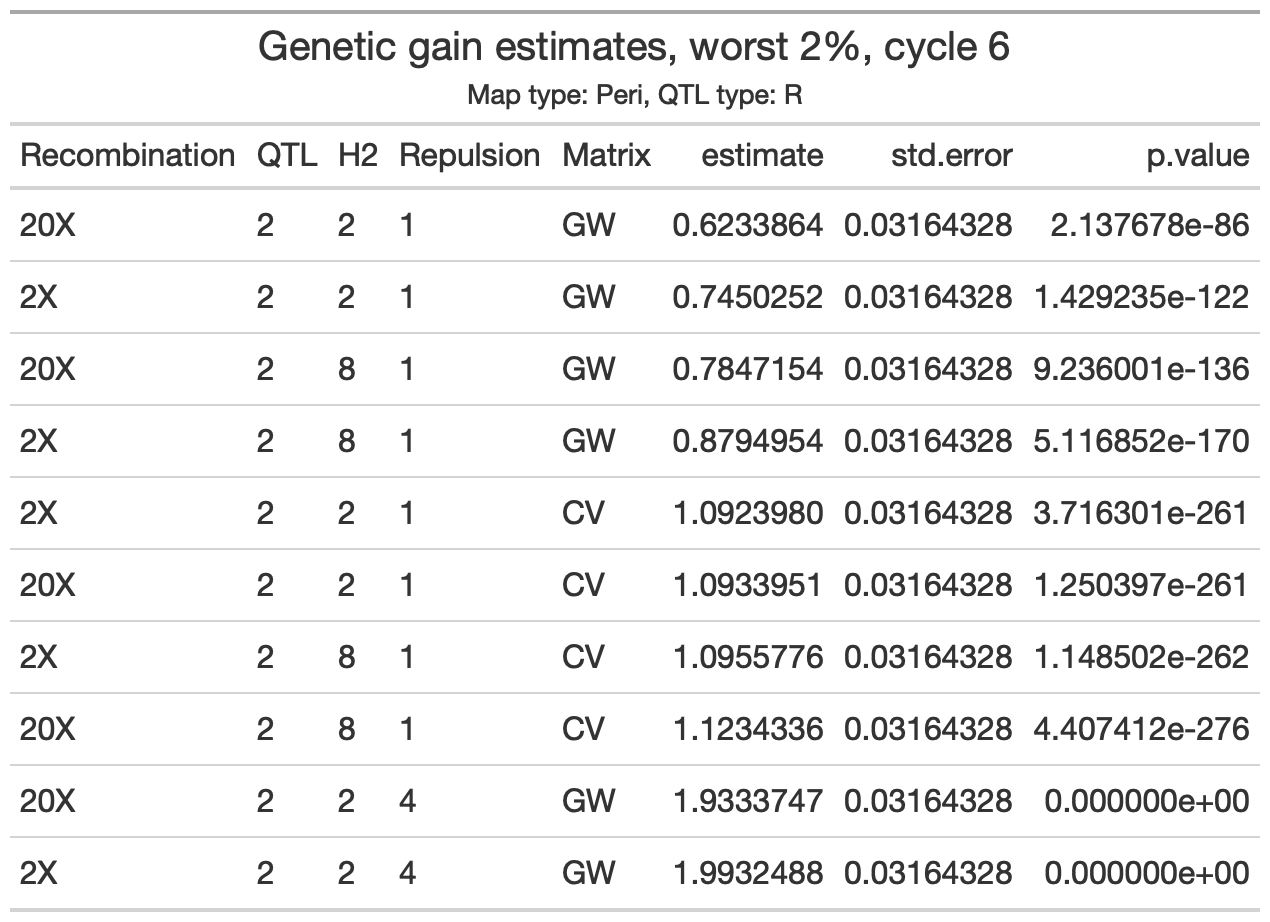 Genetic gain estimates, worst 2%, cycle 6
Map type: Peri, QTL type: R
Recombination QTL H2 Repulsion Matrix estimate std.error p.value
20X 2 2 1 GW 0.6233864 0.03164328 2.137678e-86
2X 2 2 1 GW 0.7450252 0.03164328 1.429235e-122
20X 2 8 1 GW 0.7847154 0.03164328 9.236001e-136
2X 2 8 1 GW 0.8794954 0.03164328 5.116852e-170
2X 2 2 1 CV 1.0923980 0.03164328 3.716301e-261
20X 2 2 1 CV 1.0933951 0.03164328 1.250397e-261
2X 2 8 1 CV 1.0955776 0.03164328 1.148502e-262
20X 2 8 1 CV 1.1234336 0.03164328 4.407412e-276
20X 2 2 4 GW 1.9333747 0.03164328 0.000000e+00
2X 2 2 4 GW 1.9932488 0.03164328 0.000000e+00